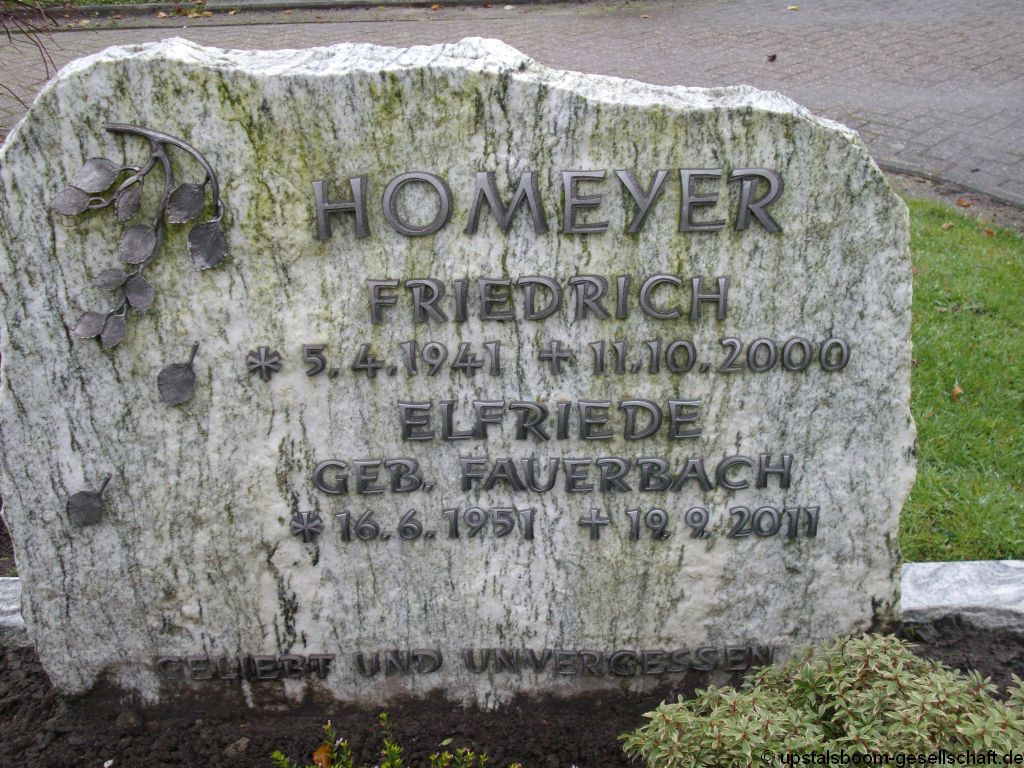 HOMEYER
FRIEDRICH
* 5.4.1941 † 11.10.2000
ELFRIEDE
GEB. FAUERBACH
* 16.6.1951 † 19.9.2011
GELIEBT UND UNVERGESSEN
© upstalsboom-gesellschaft.de